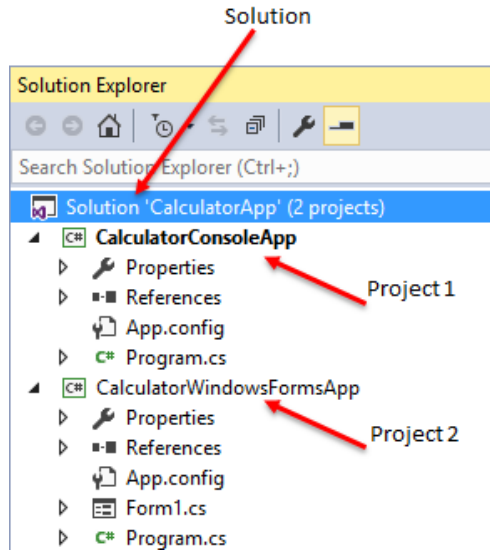 Solution
Solution Explorer
Search Solution Explorer (Ctrl+;)
Solution 'CalculatorApp' (2 projects)
C# CalculatorConsoleApp
Project 1
Properties
References
App.config
C# Program.cs
C# CalculatorWindowsFormsApp
Properties
Project 2
References
App.config
Form1.cs
C# Program.cs